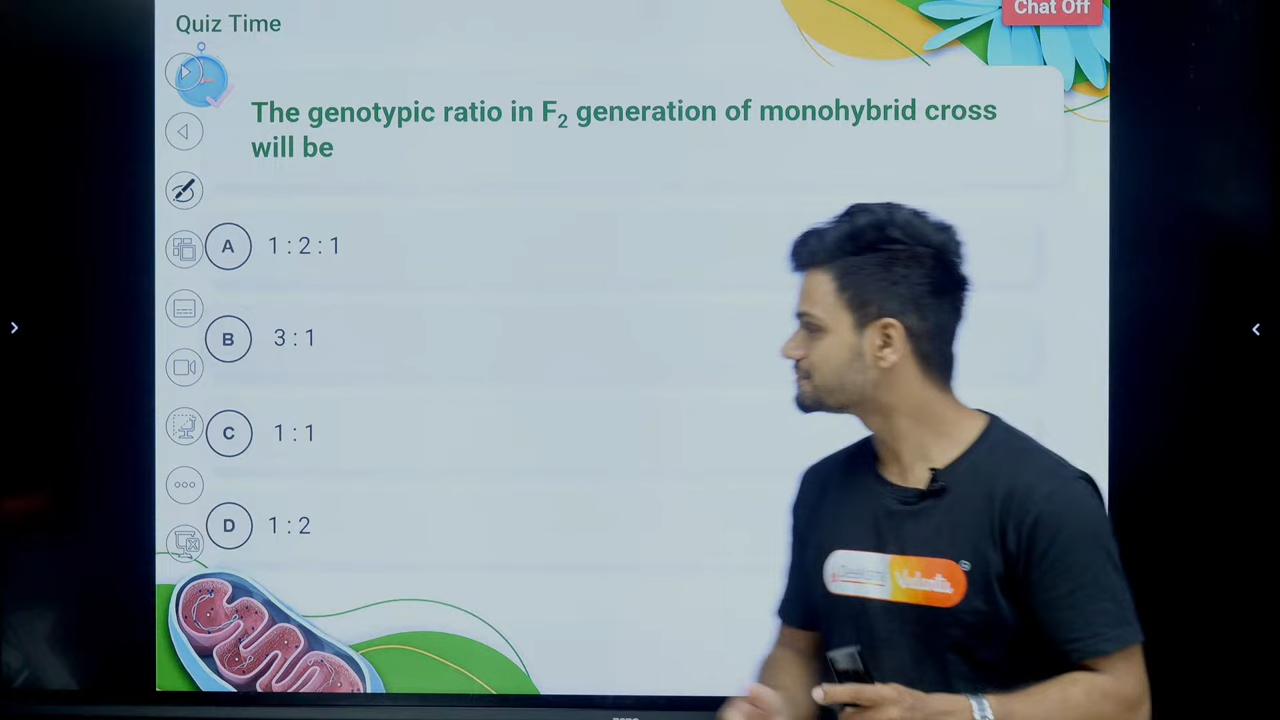 Quiz Time
Chat Off
The genotypic ratio in F₂ generation of monohybrid cross
will be
A 1 : 2 : 1
B 3 : 1
C 1 : 1
D 1 : 2
Vedantu